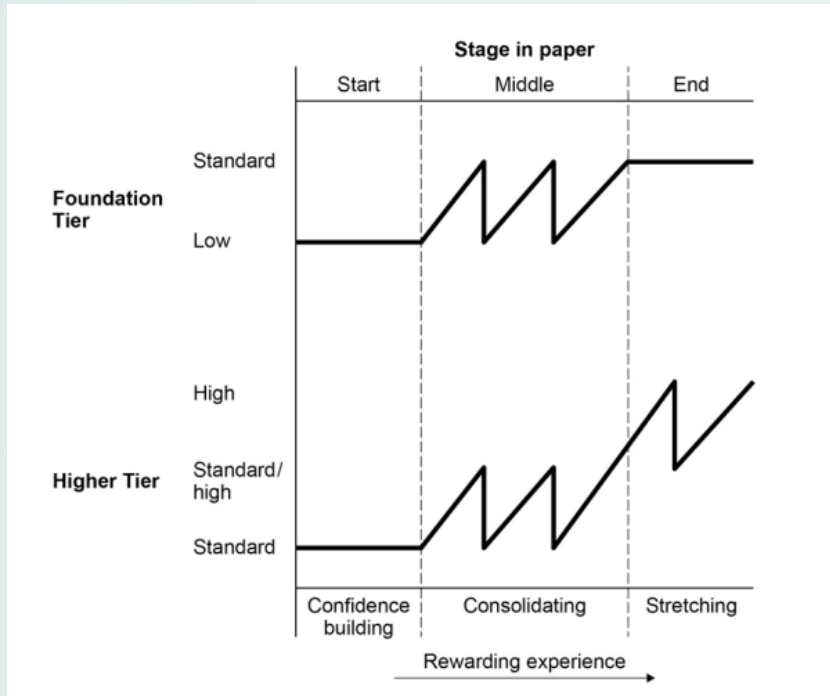 Stage in paper
Start
Middle
End
Standard
Foundation
Tier
Low
High
Higher Tier
Standard/
high
Standard
Confidence
building
Consolidating
Stretching
Rewarding experience